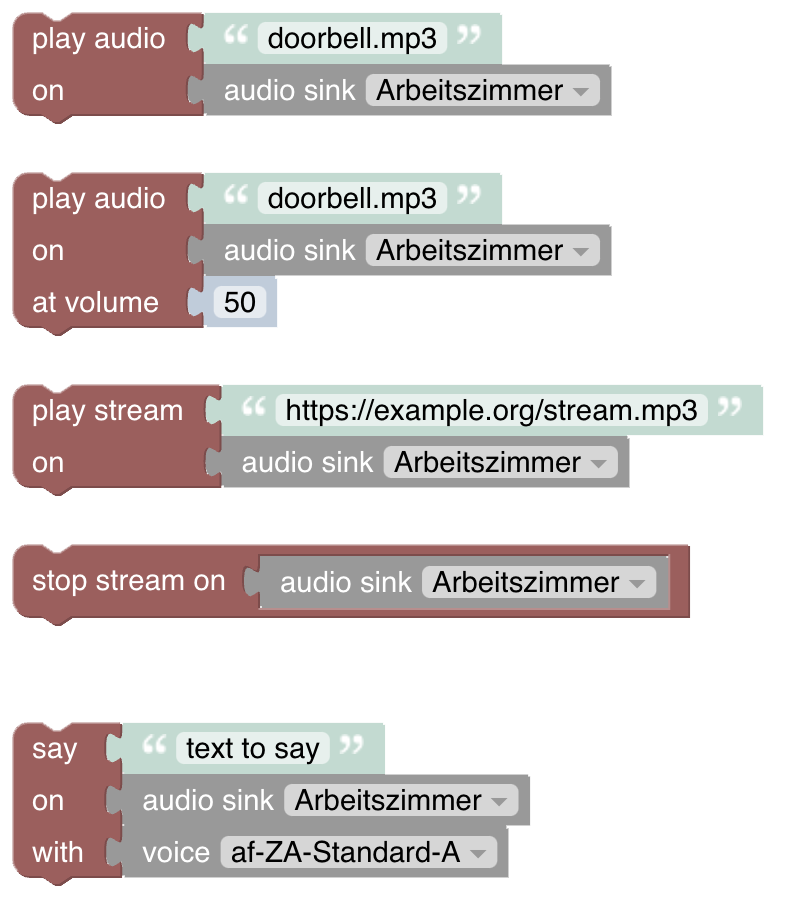 play audio “ doorbell.mp3 ”
on audio sink Arbeitszimmer
play audio “ doorbell.mp3 ”
on audio sink Arbeitszimmer
at volume 50
play stream “ https://example.org/stream.mp3 ”
on audio sink Arbeitszimmer
stop stream on audio sink Arbeitszimmer
say “ text to say ”
on audio sink Arbeitszimmer
with voice af-ZA-Standard-A